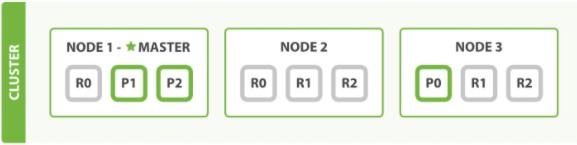 CLUSTER
NODE 1 - ★ MASTER
R0 P1 P2
NODE 2
R0 R1 R2
NODE 3
P0 R1 R2